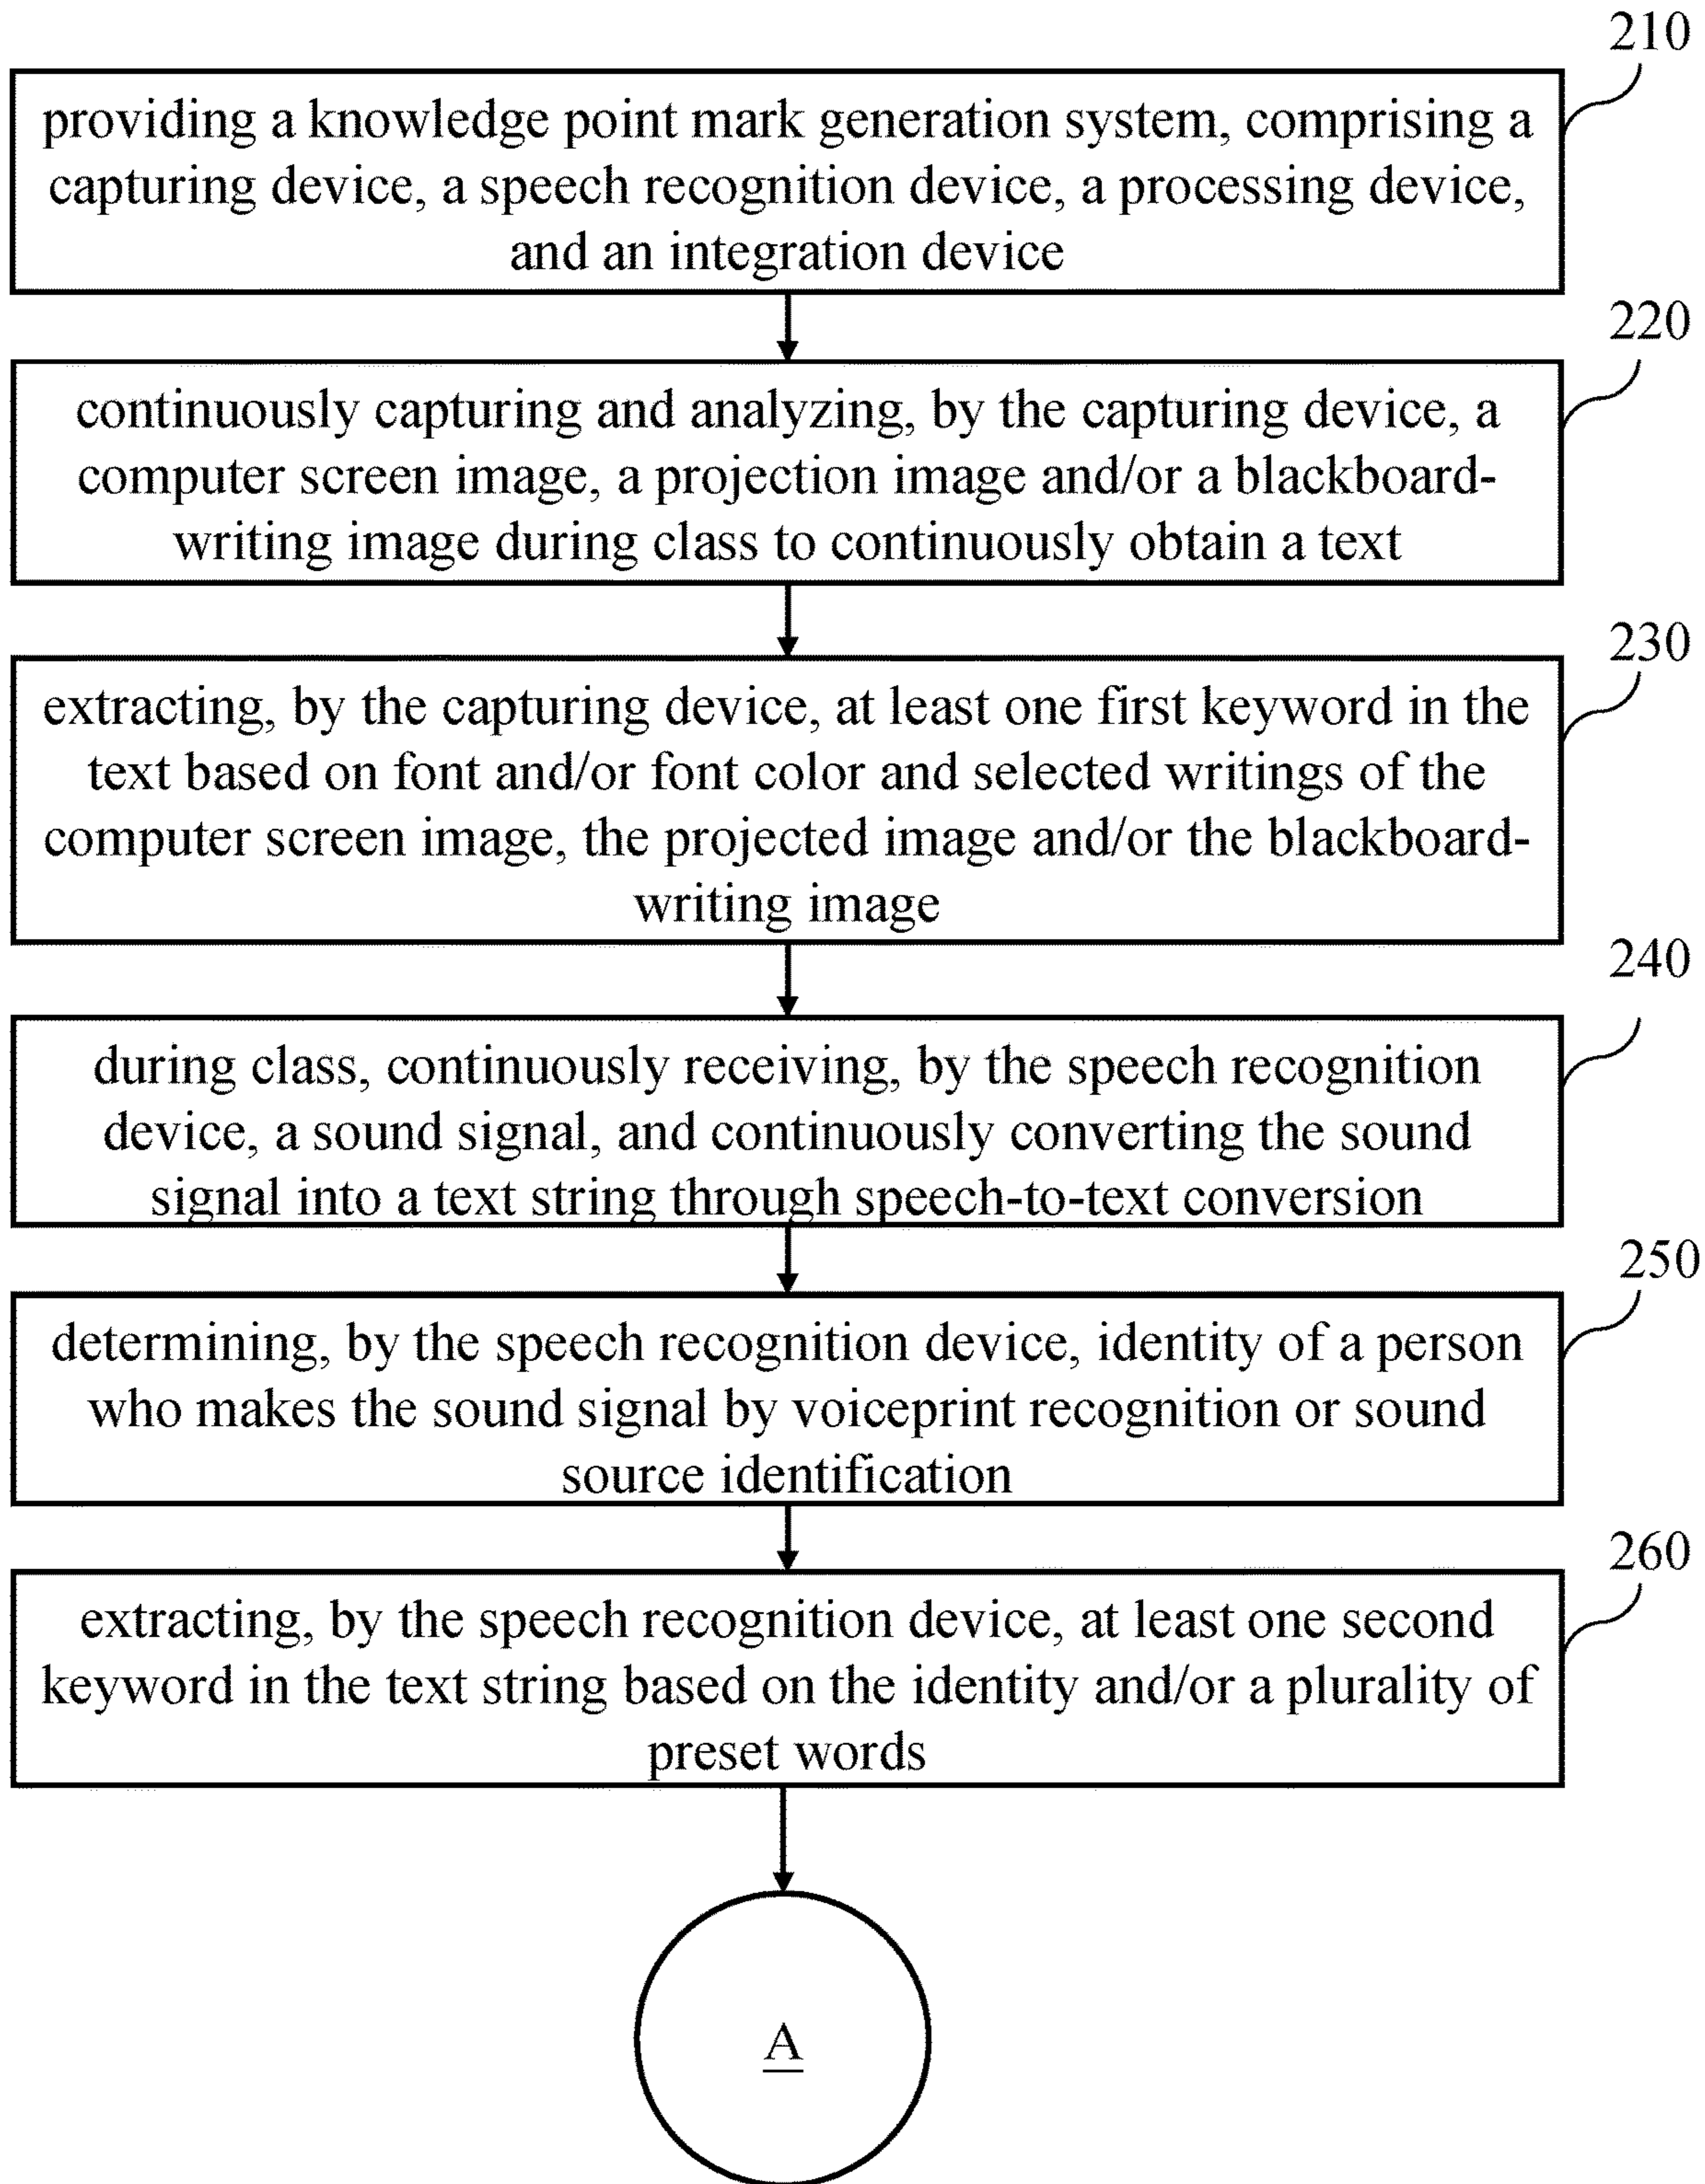 210
providing a knowledge point mark generation system, comprising a
capturing device, a speech recognition device, a processing device,
and an integration device
220
continuously capturing and analyzing, by the capturing device, a
computer screen image, a projection image and/or a blackboard-
writing image during class to continuously obtain a text
230
extracting, by the capturing device, at least one first keyword in the
text based on font and/or font color and selected writings of the
computer screen image, the projected image and/or the blackboard-
writing image
240
during class, continuously receiving, by the speech recognition
device, a sound signal, and continuously converting the sound
signal into a text string through speech-to-text conversion
250
determining, by the speech recognition device, identity of a person
who makes the sound signal by voiceprint recognition or sound
source identification
260
extracting, by the speech recognition device, at least one second
keyword in the text string based on the identity and/or a plurality of
preset words
A